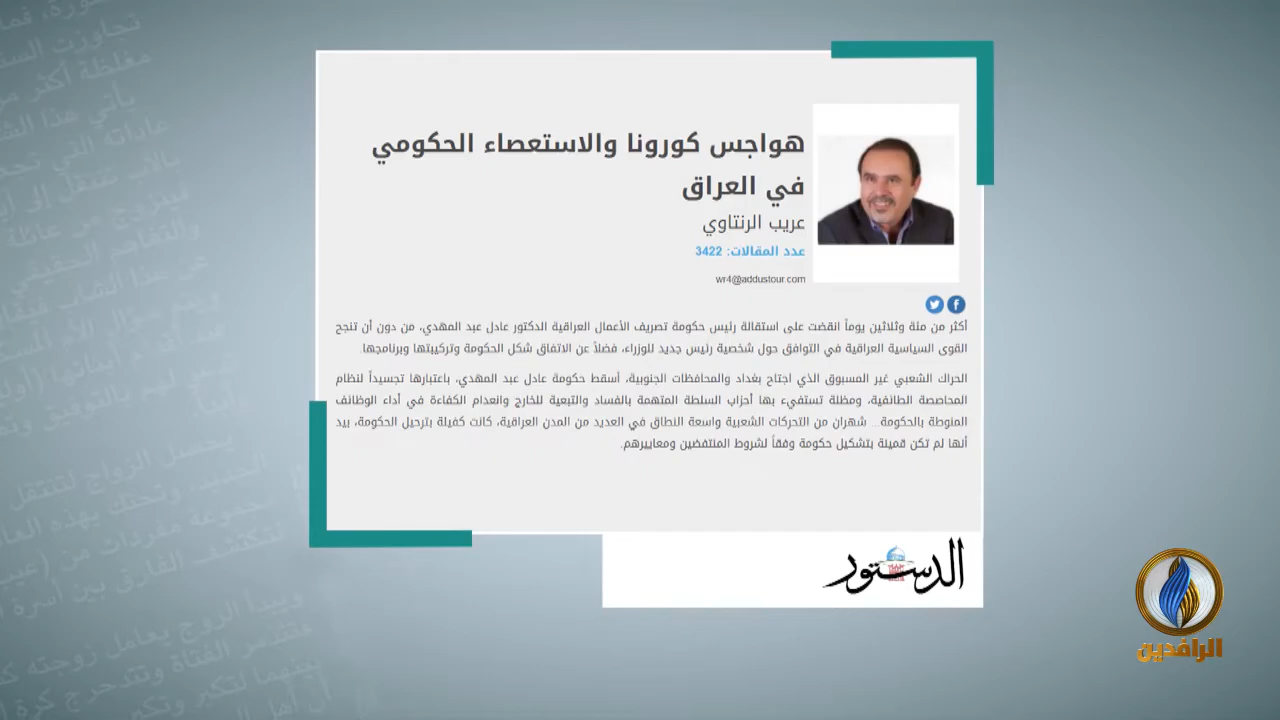 هواجس كورونا والاستعصاء الحكومي
في العراق
عريب الرنتاوي
عدد المقالات: 3422
wr4@addustour.com
أكثر من مئة وثلاثين يوماً انقضت على استقالة رئيس حكومة تصريف الأعمال العراقية الدكتور عادل عبد المهدي، من دون أن تنجح
القوى السياسية العراقية في التوافق حول شخصية رئيس جديد للوزراء، فضلاً عن الاتفاق شكل الحكومة وتركيبتها وبرنامجها.
الحراك الشعبي غير المسبوق الذي اجتاح بغداد والمحافظات الجنوبية، أسقط حكومة عادل عبد المهدي، باعتبارها تجسيداً لنظام
المحاصصة الطائفية، ومظلة تستفيء بها أحزاب السلطة المتهمة بالفساد والتبعية للخارج وانعدام الكفاءة في أداء الوظائف
المنوطة بالحكومة... شهران من التحركات الشعبية واسعة النطاق في العديد من المدن العراقية، كانت كفيلة بترحيل الحكومة، بيد
أنها لم تكن قمينة بتشكيل حكومة وفقاً لشروط المنتفضين ومعاييرهم.
الدستور
الرافدين